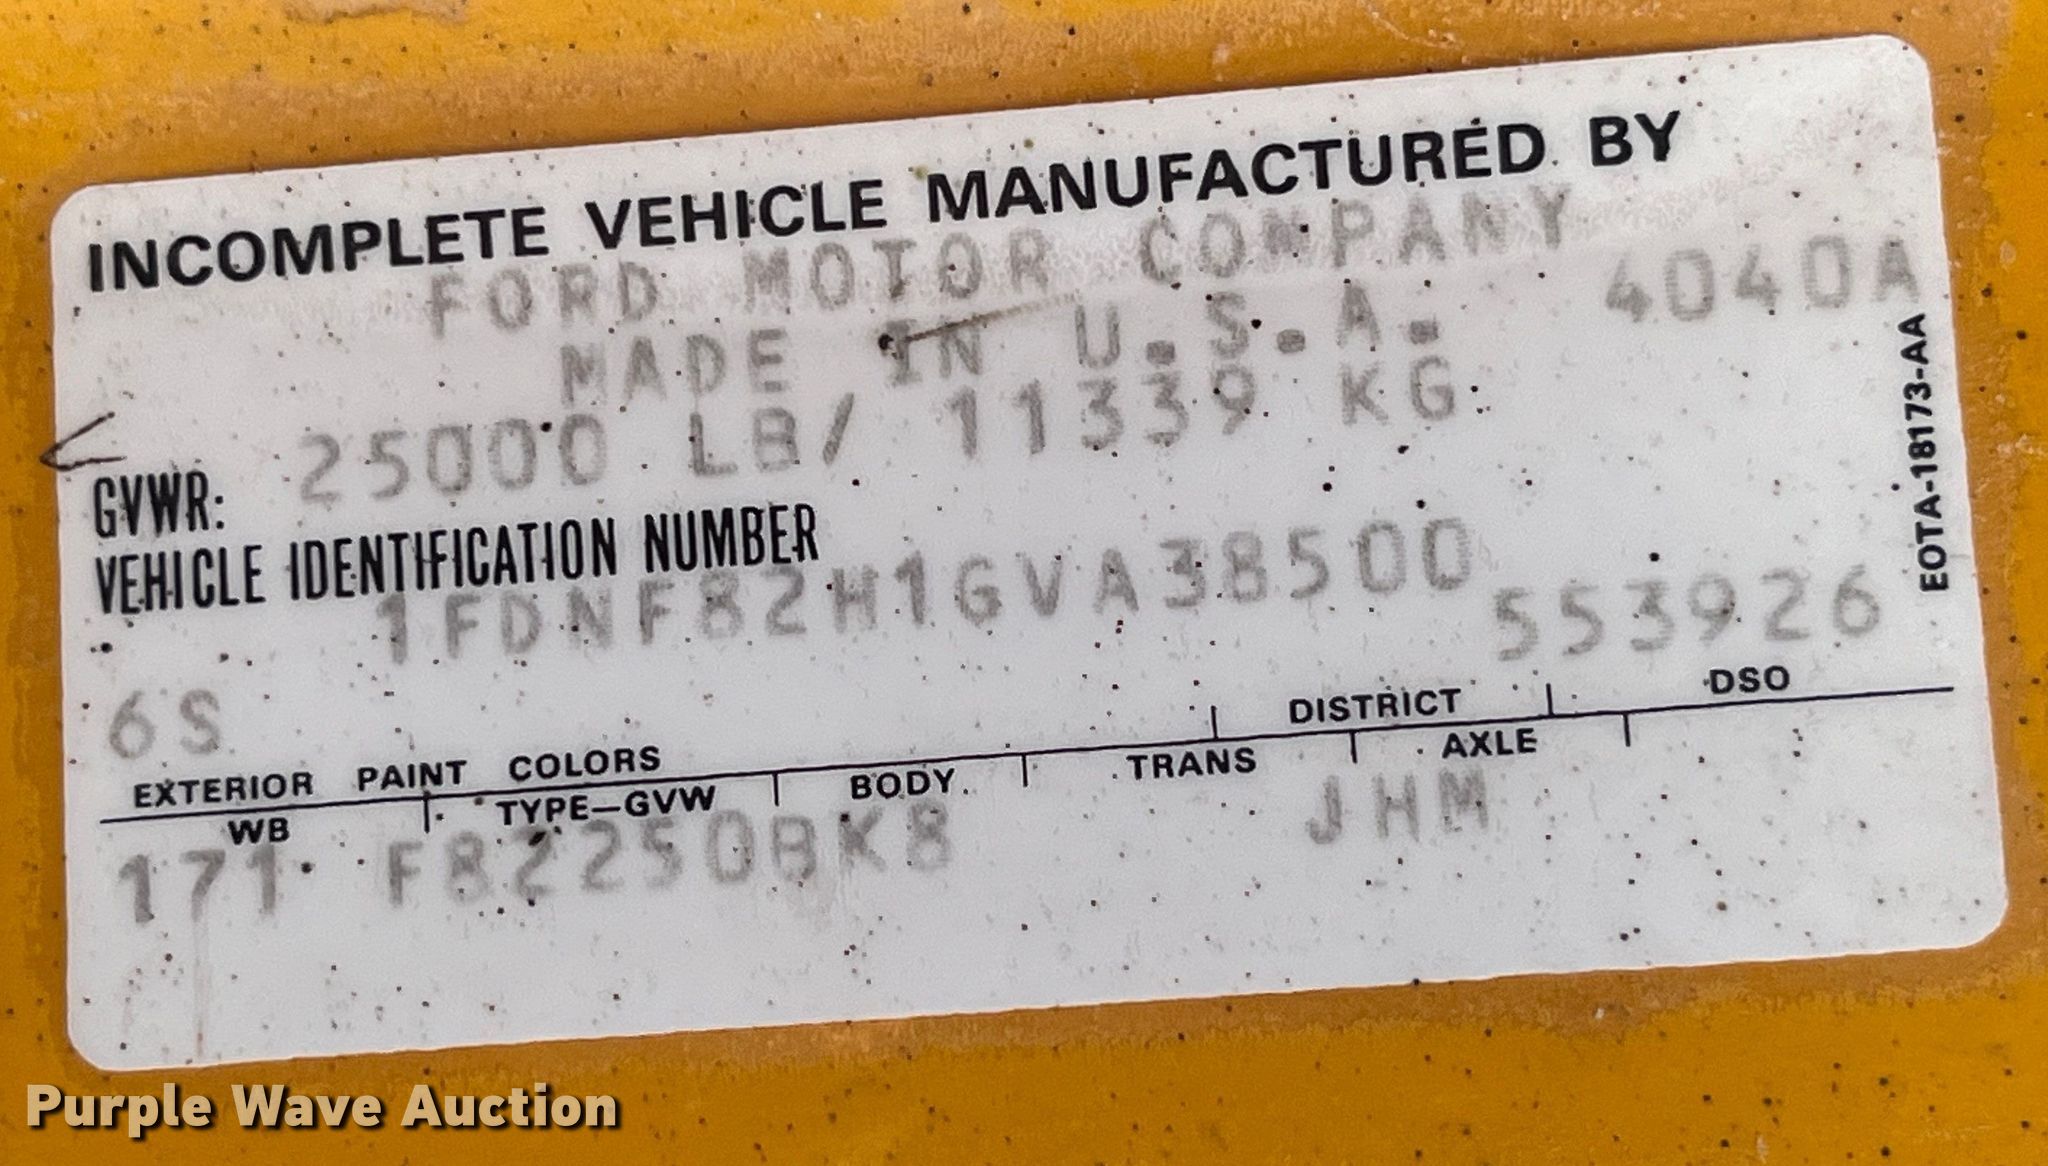 INCOMPLETE VEHICLE MANUFACTURED BY
FORD MOTOR COMPANY
MADE IN U.S.A. 4040A
GVWR: 25000 LB/ 11339 KG
VEHICLE IDENTIFICATION NUMBER
1FDNF82H1GVA38500
553926
6S
EXTERIOR PAINT COLORS DISTRICT DSO
WB TYPE-GVW BODY TRANS AXLE
171 F82250BK8 JHM
EOTA-18173-AA
Purple Wave Auction